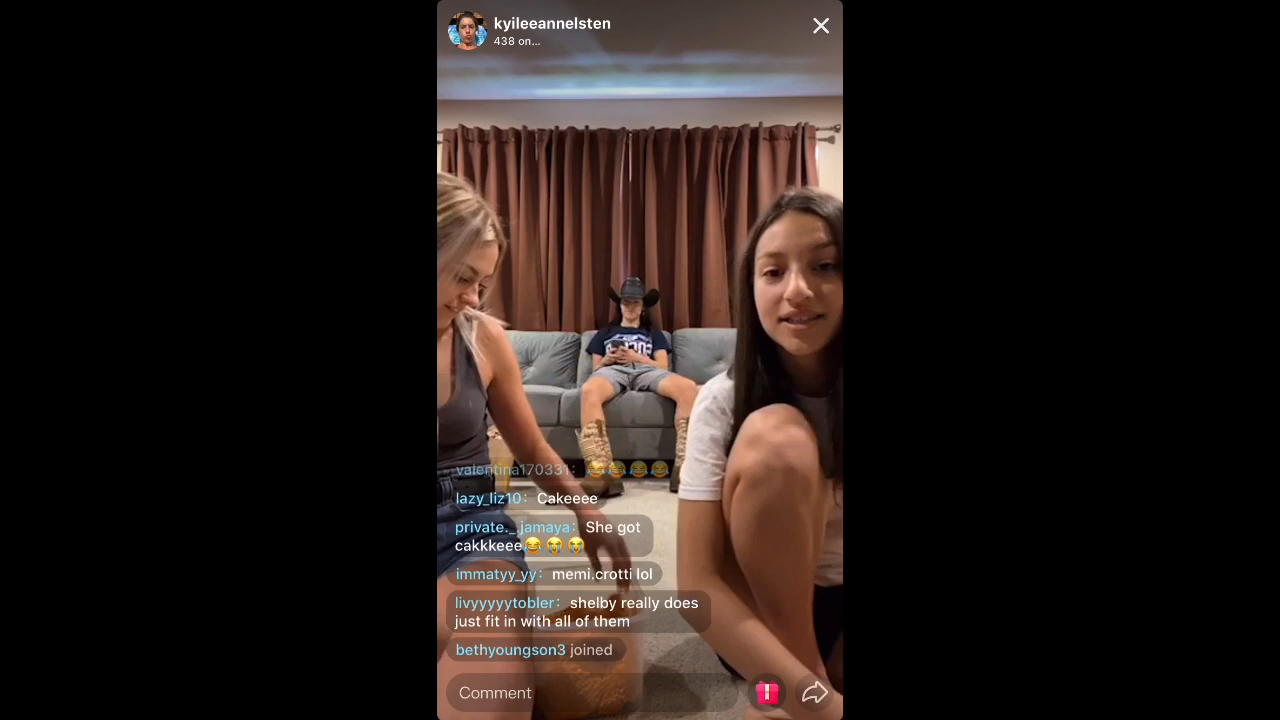 kyileeannelsten
438 on...
valentina170331: 😂😂😂😂
lazy_liz10: Cakeeee
private._.jamaya: She got
cakkkeee😂😭😭
immatyy_yy: memi.crotti lol
livyyyyytobler: shelby really does
just fit in with all of them
bethyoungson3 joined
Comment